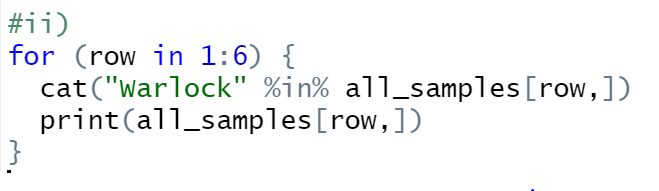 #ii)
for (row in 1:6) {
  cat("Warlock" %in% all_samples[row,])
  print(all_samples[row,])
}